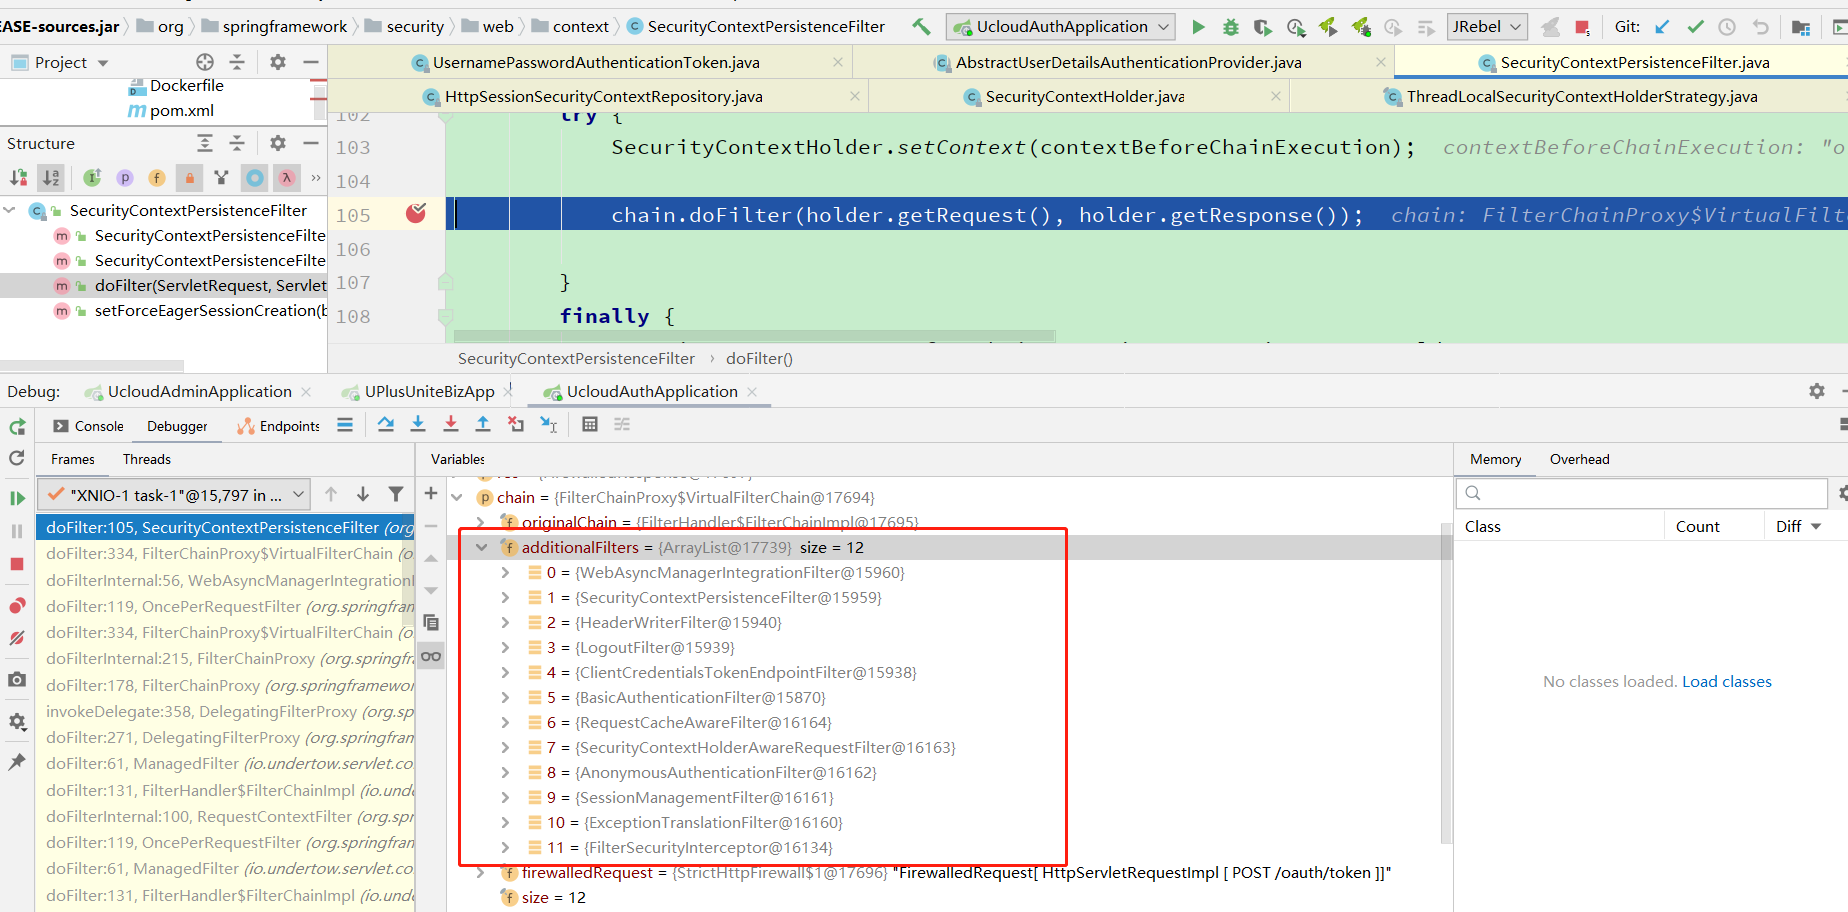 EASE-sources.jar
org
springframework
security
web
context
SecurityContextPersistenceFilter
UcloudAuthApplication
JRebel
Git:
Project
UsernamePasswordAuthenticationToken.java
AbstractUserDetailsAuthenticationProvider.java
SecurityContextPersistenceFilter.java
Dockerfile
m pom.xml
HttpSessionSecurityContextRepository.java
SecurityContextHolder.java
ThreadLocalSecurityContextHolderStrategy.java
Structure
SecurityContextPersistenceFilter
SecurityContextPersistenceFilte
SecurityContextPersistenceFilte
doFilter(ServletRequest, Servlet
setForceEagerSessionCreation(b
102 try {
103 SecurityContextHolder.setContext(contextBeforeChainExecution); contextBeforeChainExecution: "o
104
105 chain.doFilter(holder.getRequest(), holder.getResponse()); chain: FilterChainProxy$VirtualFilt
106
107 }
108 finally {
SecurityContextPersistenceFilter › doFilter()
Debug:
UcloudAdminApplication
UPlusUniteBizApp
UcloudAuthApplication
Console
Debugger
Endpoints
Frames
Threads
Variables
Memory
Overhead
"XNIO-1 task-1"@15,797 in ...
doFilter:105, SecurityContextPersistenceFilter (org
doFilter:334, FilterChainProxy$VirtualFilterChain (o
doFilterInternal:56, WebAsyncManagerIntegrationF
doFilter:119, OncePerRequestFilter (org.springfram
doFilter:334, FilterChainProxy$VirtualFilterChain (o
doFilterInternal:215, FilterChainProxy (org.springfra
doFilter:178, FilterChainProxy (org.springframewor
invokeDelegate:358, DelegatingFilterProxy (org.sp
doFilter:271, DelegatingFilterProxy (org.springfram
doFilter:61, ManagedFilter (io.undertow.servlet.co
doFilter:131, FilterHandler$FilterChainImpl (io.und
doFilterInternal:100, RequestContextFilter (org.spr
doFilter:119, OncePerRequestFilter (org.springfram
doFilter:61, ManagedFilter (io.undertow.servlet.co
doFilter:131, FilterHandler$FilterChainImpl (io.und
chain = {FilterChainProxy$VirtualFilterChain@17694}
originalChain = {FilterHandler$FilterChainImpl@17695}
additionalFilters = {ArrayList@17739} size = 12
0 = {WebAsyncManagerIntegrationFilter@15960}
1 = {SecurityContextPersistenceFilter@15959}
2 = {HeaderWriterFilter@15940}
3 = {LogoutFilter@15939}
4 = {ClientCredentialsTokenEndpointFilter@15938}
5 = {BasicAuthenticationFilter@15870}
6 = {RequestCacheAwareFilter@16164}
7 = {SecurityContextHolderAwareRequestFilter@16163}
8 = {AnonymousAuthenticationFilter@16162}
9 = {SessionManagementFilter@16161}
10 = {ExceptionTranslationFilter@16160}
11 = {FilterSecurityInterceptor@16134}
firewalledRequest = {StrictHttpFirewall$1@17696} "FirewalledRequest[ HttpServletRequestImpl [ POST /oauth/token ]]"
size = 12
Class
Count
Diff
No classes loaded. Load classes